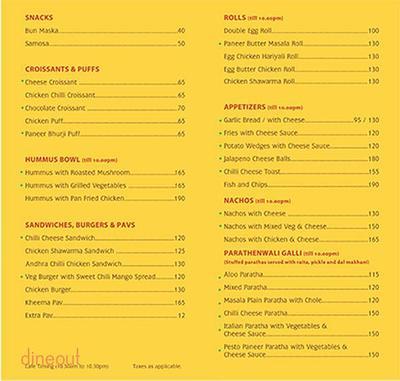 SNACKS
Bun Maska 40
Samosa 50
CROISSANTS & PUFFS
Cheese Croissant 65
Chicken Chilli Croissant 65
Chocolate Croissant 70
Chicken Puff 65
Paneer Bhurji Puff 65
HUMMUS BOWL (till 10.00pm)
Hummus with Roasted Mushroom 165
Hummus with Grilled Vegetables 165
Hummus with Pan Fried Chicken 190
SANDWICHES, BURGERS & PAVS
Chilli Cheese Sandwich 120
Chicken Shawarma Sandwich 125
Andhra Chilli Chicken Sandwich 130
Veg Burger with Sweet Chili Mango Spread 120
Chicken Burger 130
Kheema Pav 165
Extra Pav 12
dineout
Cafe Timing (10.30am to 10.30pm) Taxes as applicable.
ROLLS (till 10.00pm)
Double Egg Roll 100
Paneer Butter Masala Roll 130
Egg Chicken Hariyali Roll 130
Egg Butter Chicken Roll 130
Chicken Shawarma Roll 130
APPETIZERS (till 10.00pm)
Garlic Bread / with Cheese 95 / 130
Fries with Cheese Sauce 120
Potato Wedges with Cheese Sauce 120
Jalapeno Cheese Balls 180
Chilli Cheese Toast 155
Fish and Chips 190
NACHOS (till 10.00pm)
Nachos with Cheese 130
Nachos with Mixed Veg & Cheese 150
Nachos with Chicken & Cheese 165
PARATHENWALI GALLI (till 10.00pm)
(Stuffed parathas served with raita, pickle and dal makhani)
Aloo Paratha 115
Mixed Paratha 120
Masala Plain Paratha with Chole 120
Chilli Cheese Paratha 150
Italian Paratha with Vegetables &
Cheese Sauce 150
Pesto Paneer Paratha with Vegetables &
Cheese Sauce 150